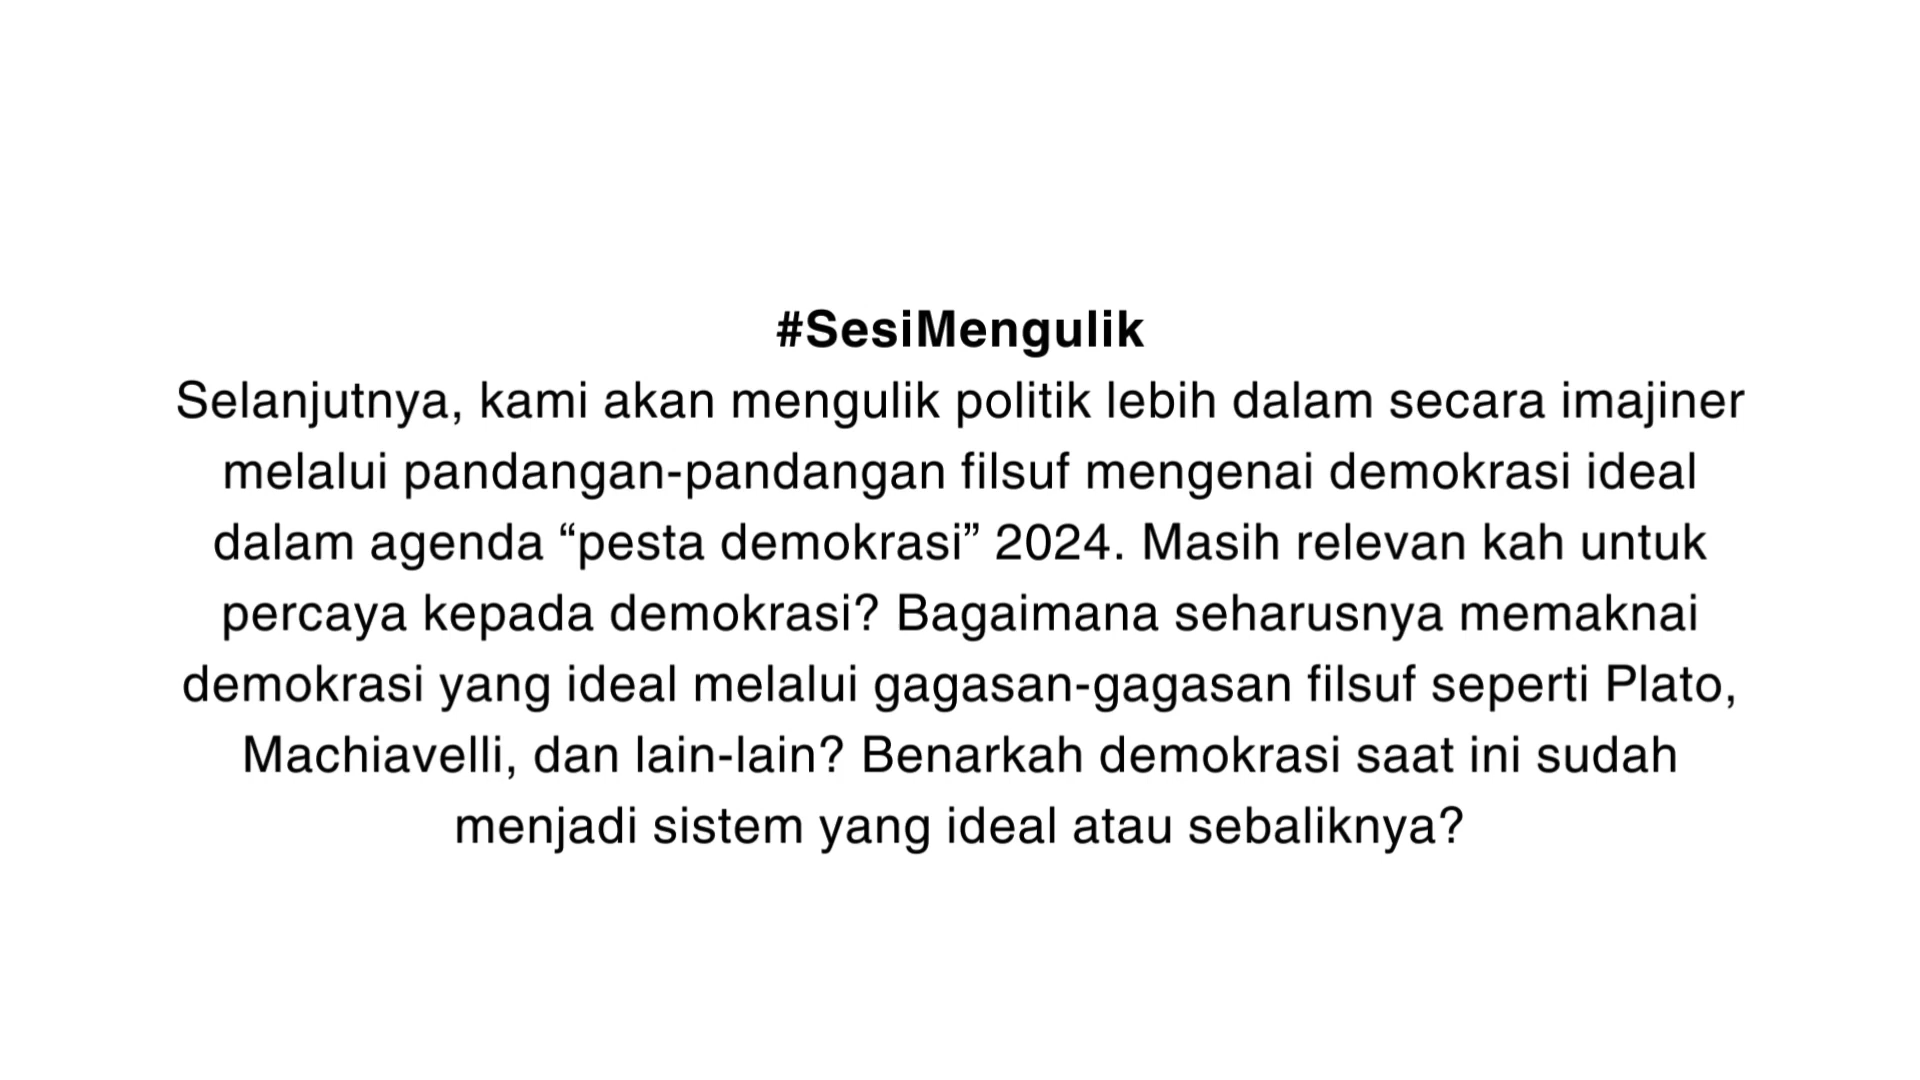 #SesiMengulik
Selanjutnya, kami akan mengulik politik lebih dalam secara imajiner
melalui pandangan-pandangan filsuf mengenai demokrasi ideal
dalam agenda “pesta demokrasi” 2024. Masih relevan kah untuk
percaya kepada demokrasi? Bagaimana seharusnya memaknai
demokrasi yang ideal melalui gagasan-gagasan filsuf seperti Plato,
Machiavelli, dan lain-lain? Benarkah demokrasi saat ini sudah
menjadi sistem yang ideal atau sebaliknya?